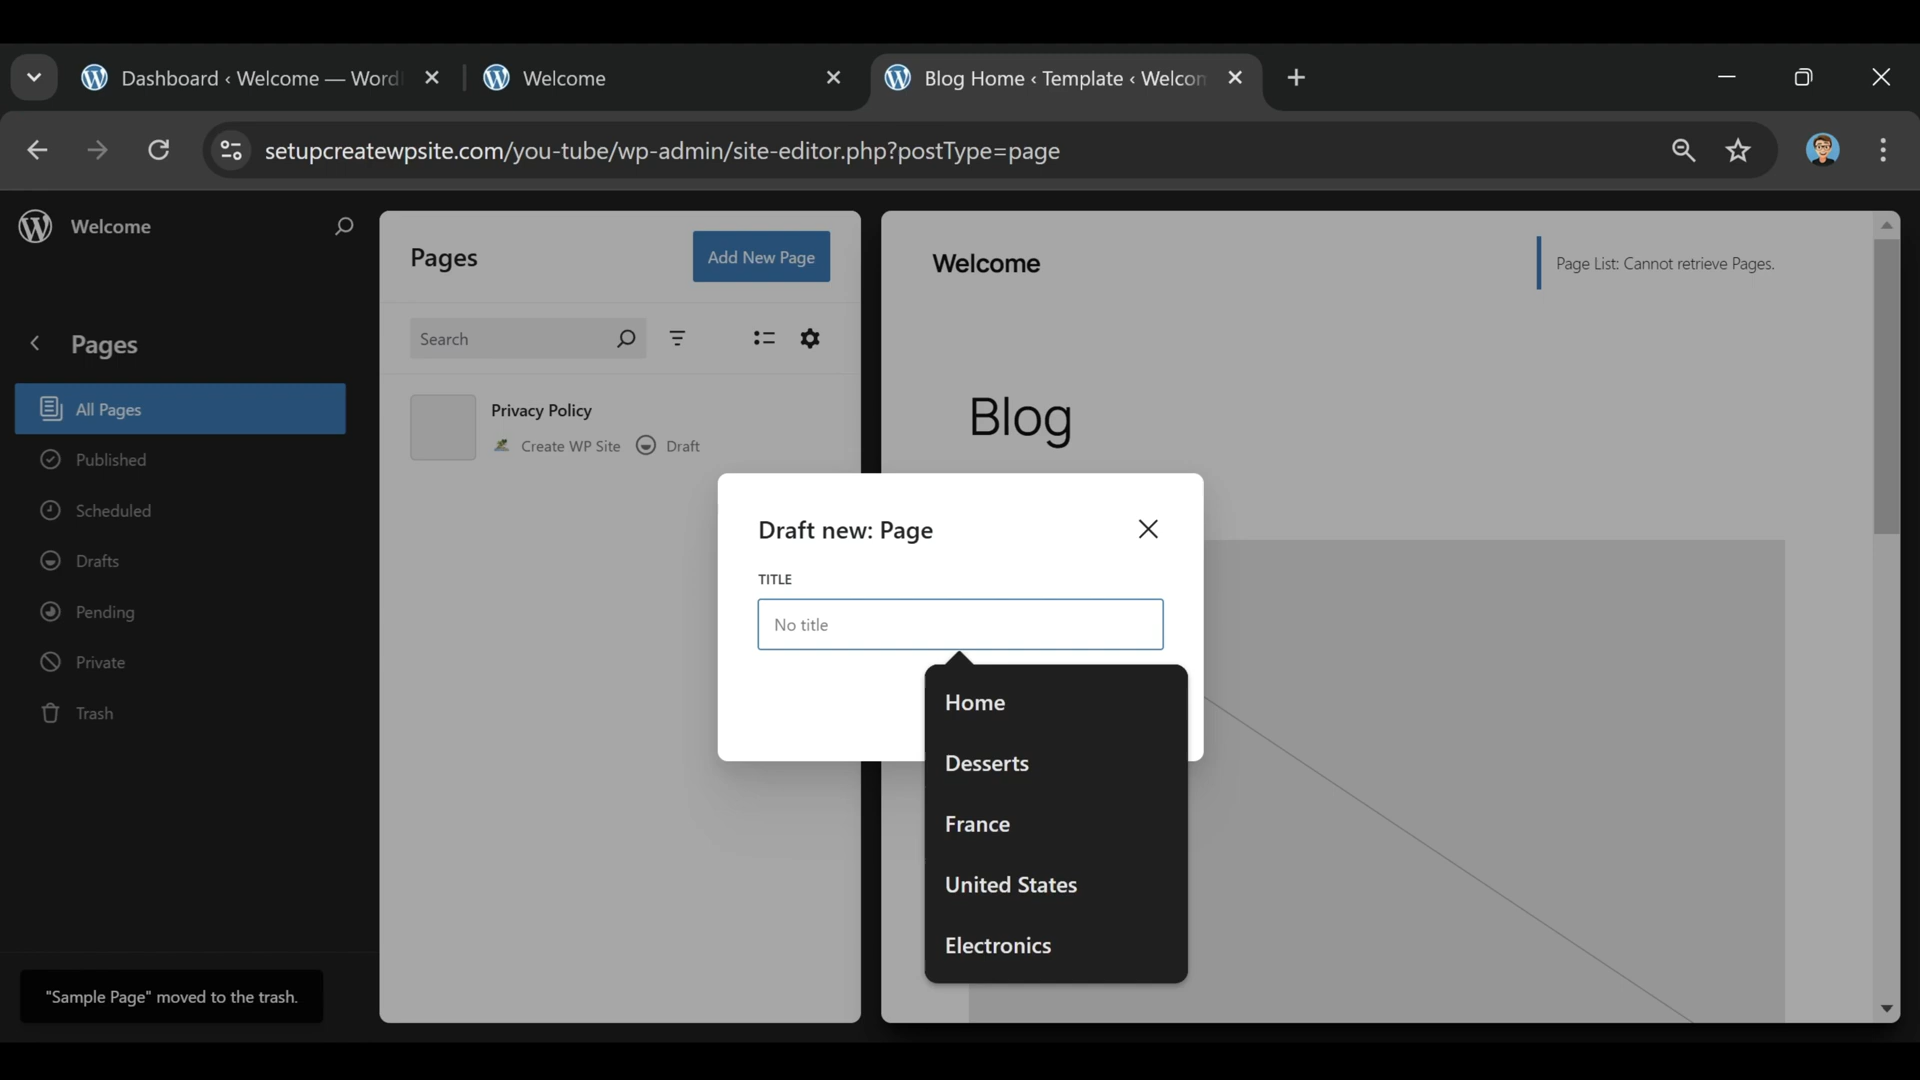 Dashboard ‹ Welcome — Word
Welcome
Blog Home ‹ Template ‹ Welcom
setupcreatewpsite.com/you-tube/wp-admin/site-editor.php?postType=page
Welcome
Pages
All Pages
Published
Scheduled
Drafts
Pending
Private
Trash
"Sample Page" moved to the trash.
Pages
Add New Page
Search
Privacy Policy
Create WP Site Draft
Welcome
Page List: Cannot retrieve Pages.
Blog
Draft new: Page
TITLE
No title
Home
Desserts
France
United States
Electronics